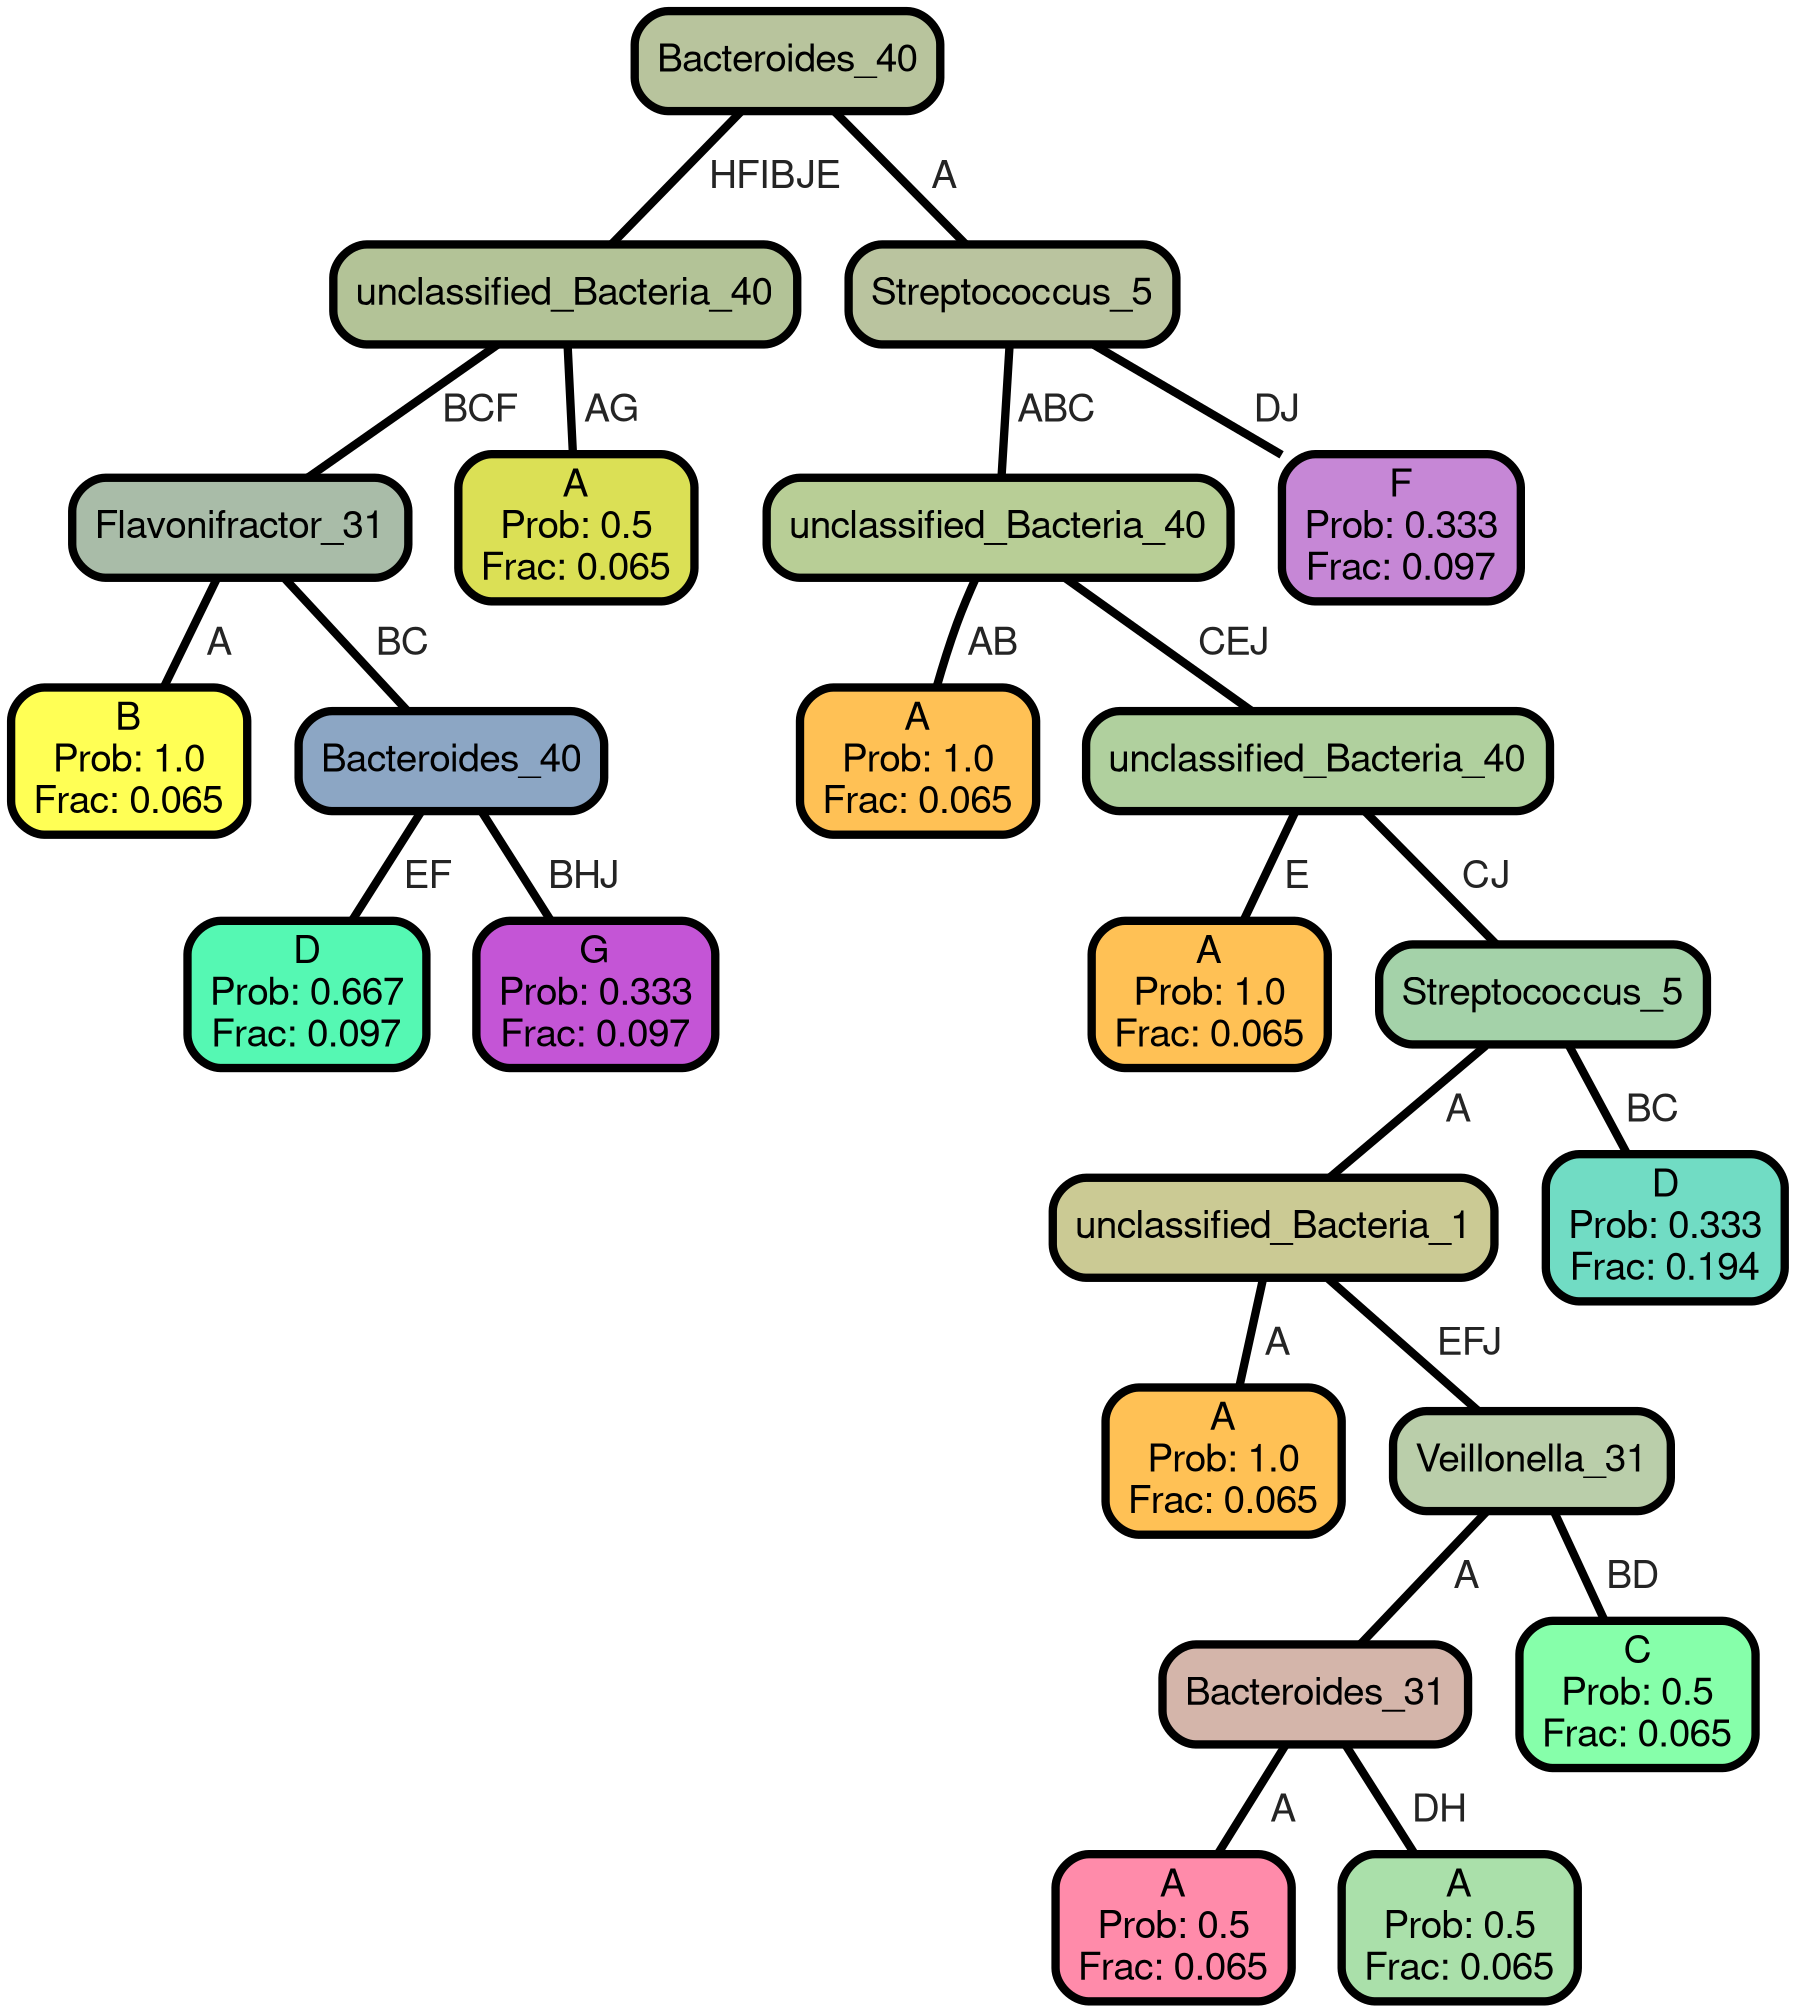 Bacteroides_40
HFIBJE
A
unclassified_Bacteria_40
Streptococcus_5
BCF
AG
ABC
DJ
Flavonifractor_31
A
Prob: 0.5
Frac: 0.065
unclassified_Bacteria_40
F
Prob: 0.333
Frac: 0.097
A
BC
AB
CEJ
B
Prob: 1.0
Frac: 0.065
Bacteroides_40
A
Prob: 1.0
Frac: 0.065
unclassified_Bacteria_40
EF
BHJ
E
CJ
D
Prob: 0.667
Frac: 0.097
G
Prob: 0.333
Frac: 0.097
A
Prob: 1.0
Frac: 0.065
Streptococcus_5
A
BC
unclassified_Bacteria_1
D
Prob: 0.333
Frac: 0.194
A
EFJ
A
Prob: 1.0
Frac: 0.065
Veillonella_31
A
BD
Bacteroides_31
C
Prob: 0.5
Frac: 0.065
A
DH
A
Prob: 0.5
Frac: 0.065
A
Prob: 0.5
Frac: 0.065